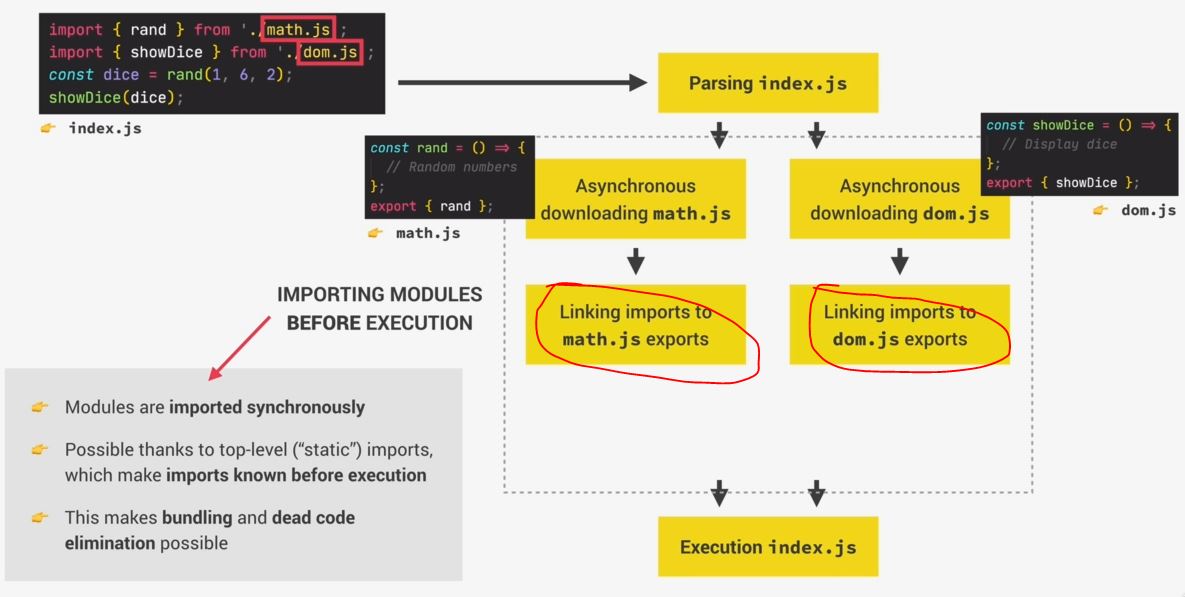 import { rand } from './math.js ;
import { showDice } from './dom.js ;
const dice = rand(1, 6, 2);
showDice(dice);
👉 index.js
Parsing index.js
const rand = () => {
// Random numbers
};
export { rand };
👉 math.js
Asynchronous
downloading math.js
Asynchronous
downloading dom.js
const showDice = () => {
// Display dice
};
export { showDice };
👉 dom.js
Linking imports to
math.js exports
Linking imports to
dom.js exports
IMPORTING MODULES
BEFORE EXECUTION
👉 Modules are imported synchronously
👉 Possible thanks to top-level (“static”) imports,
which make imports known before execution
👉 This makes bundling and dead code
elimination possible
Execution index.js